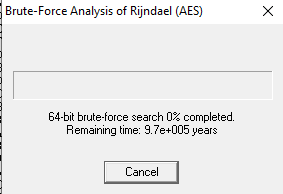 Brute-Force Analysis of Rijndael (AES)
64-bit brute-force search 0% completed.
Remaining time: 9.7e+005 years
Cancel